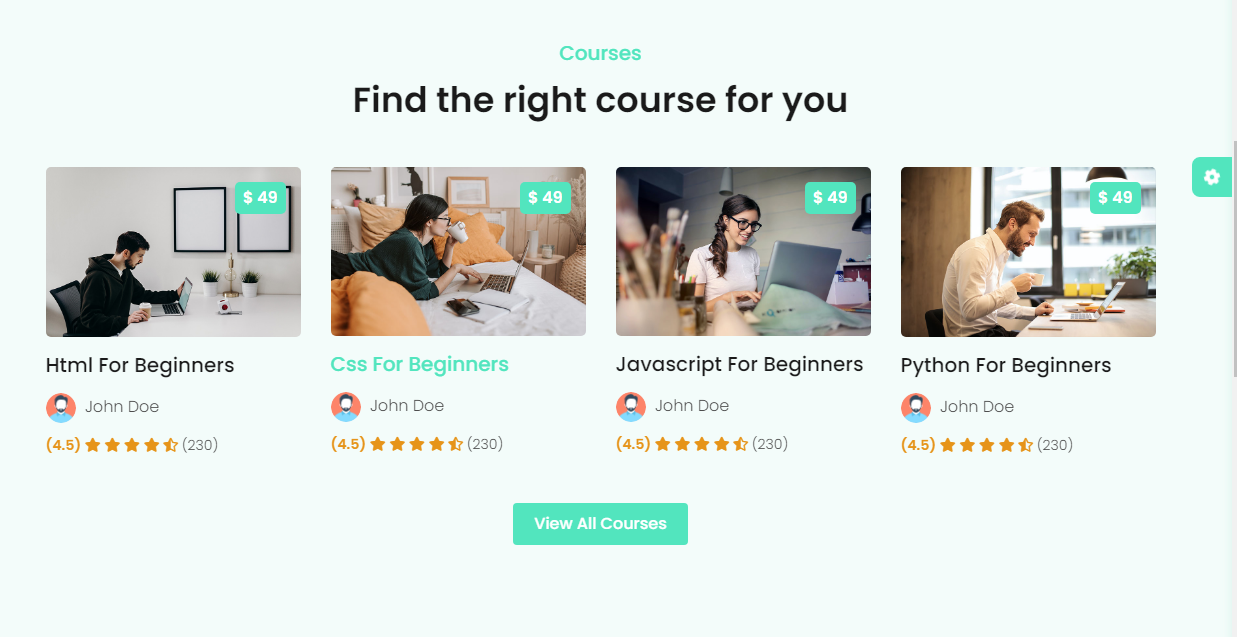 Courses
Find the right course for you
$ 49
$ 49
$ 49
$ 49
Html For Beginners
Css For Beginners
Javascript For Beginners
Python For Beginners
John Doe
John Doe
John Doe
John Doe
(4.5) (230)
(4.5) (230)
(4.5) (230)
(4.5) (230)
View All Courses